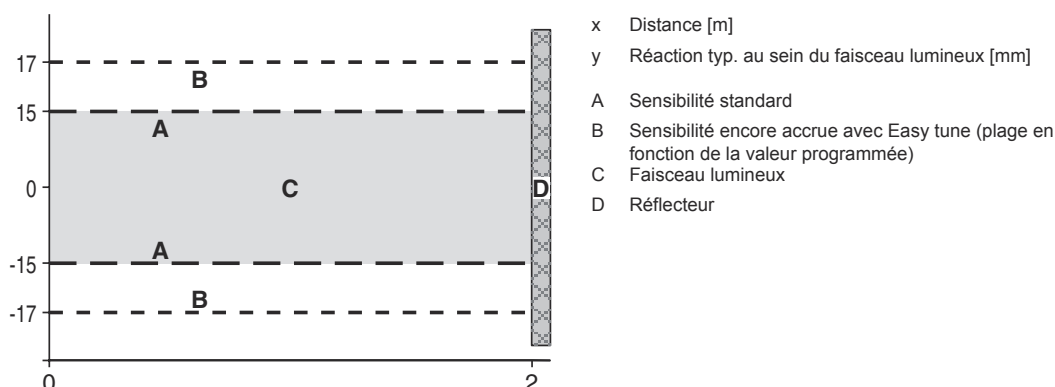 17
B
15
A
0
C
D
A
-15
B
-17
0
2
x Distance [m]
y Réaction typ. au sein du faisceau lumineux [mm]
A Sensibilité standard
B Sensibilité encore accrue avec Easy tune (plage en
fonction de la valeur programmée)
C Faisceau lumineux
D Réflecteur